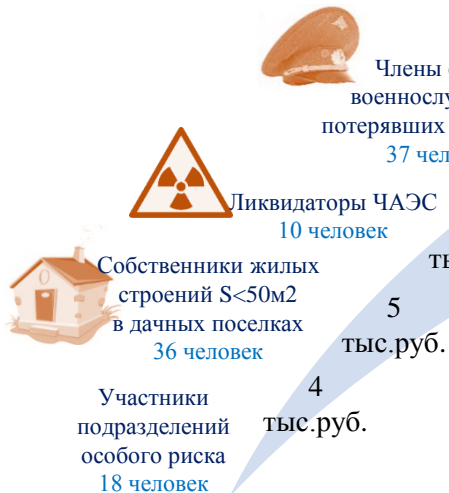 Члены
военнослу
потерявших
37 чел
Ликвидаторы ЧАЭС
10 человек
Собственники жилых
строений S<50м2
в дачных поселках
36 человек
5
тыс.руб.
4
тыс.руб.
Участники
подразделений
особого риска
18 человек